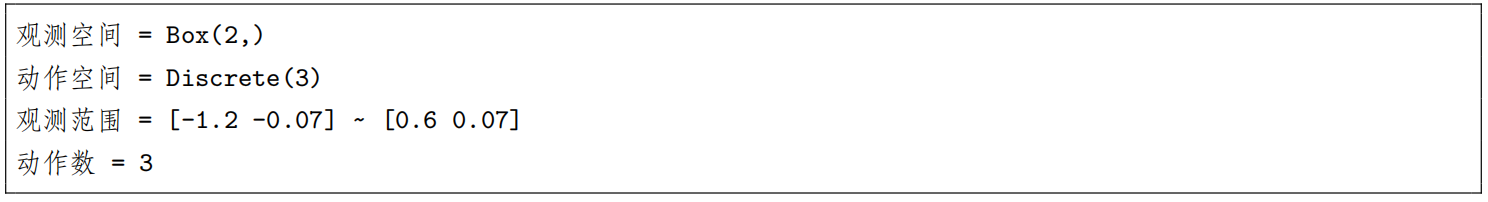 观测空间 = Box(2,)
动作空间 = Discrete(3)
观测范围 = [-1.2 -0.07] ~ [0.6 0.07]
动作数 = 3